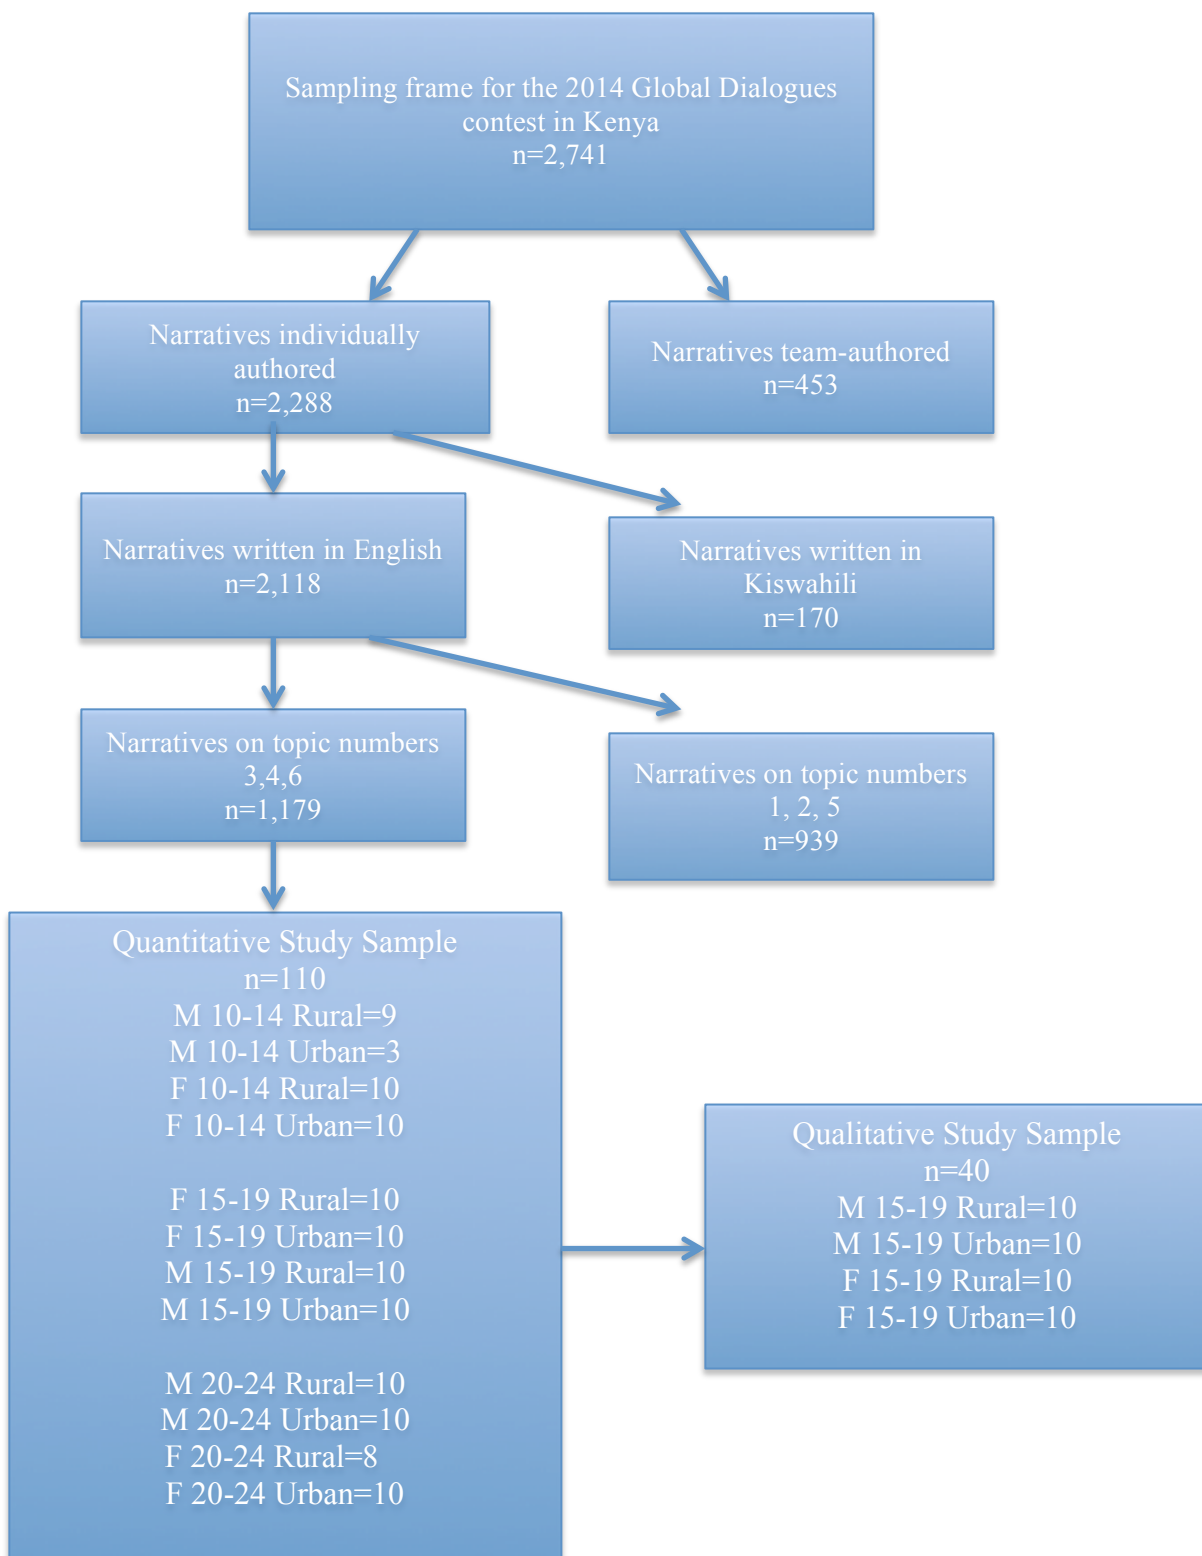 Sampling frame for the 2014 Global Dialogues
contest in Kenya
n=2,741
Narratives individually
authored
n=2,288
Narratives team-authored
n=453
Narratives written in English
n=2,118
Narratives written in
Kiswahili
n=170
Narratives on topic numbers
3,4,6
n=1,179
Narratives on topic numbers
1, 2, 5
n=939
Quantitative Study Sample
n=110
M 10-14 Rural=9
M 10-14 Urban=3
F 10-14 Rural=10
F 10-14 Urban=10
F 15-19 Rural=10
F 15-19 Urban=10
M 15-19 Rural=10
M 15-19 Urban=10
M 20-24 Rural=10
M 20-24 Urban=10
F 20-24 Rural=8
F 20-24 Urban=10
Qualitative Study Sample
n=40
M 15-19 Rural=10
M 15-19 Urban=10
F 15-19 Rural=10
F 15-19 Urban=10